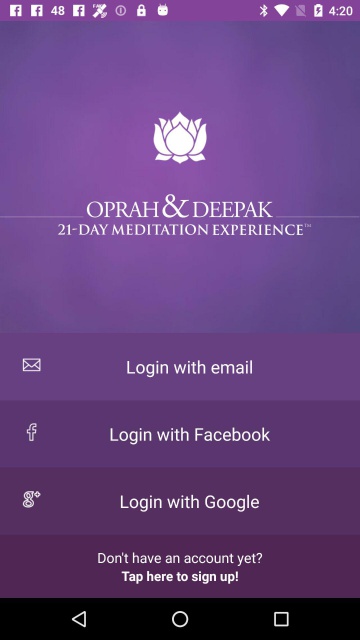 48 4:20
OPRAH & DEEPAK
21-DAY MEDITATION EXPERIENCE™
Login with email
Login with Facebook
Login with Google
Don't have an account yet?
Tap here to sign up!